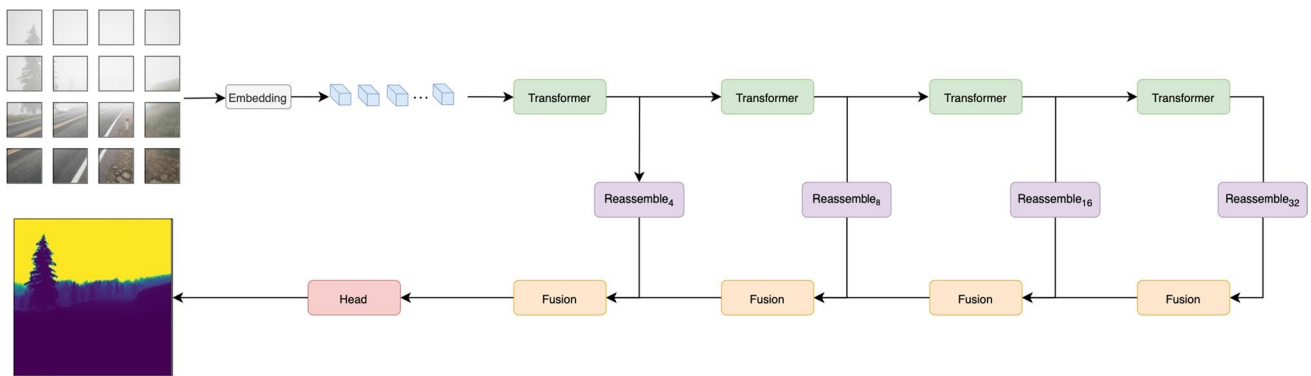 Embedding
...
Transformer
Transformer
Transformer
Transformer
Reassemble4
Reassemble8
Reassemble16
Reassemble32
Head
Fusion
Fusion
Fusion
Fusion